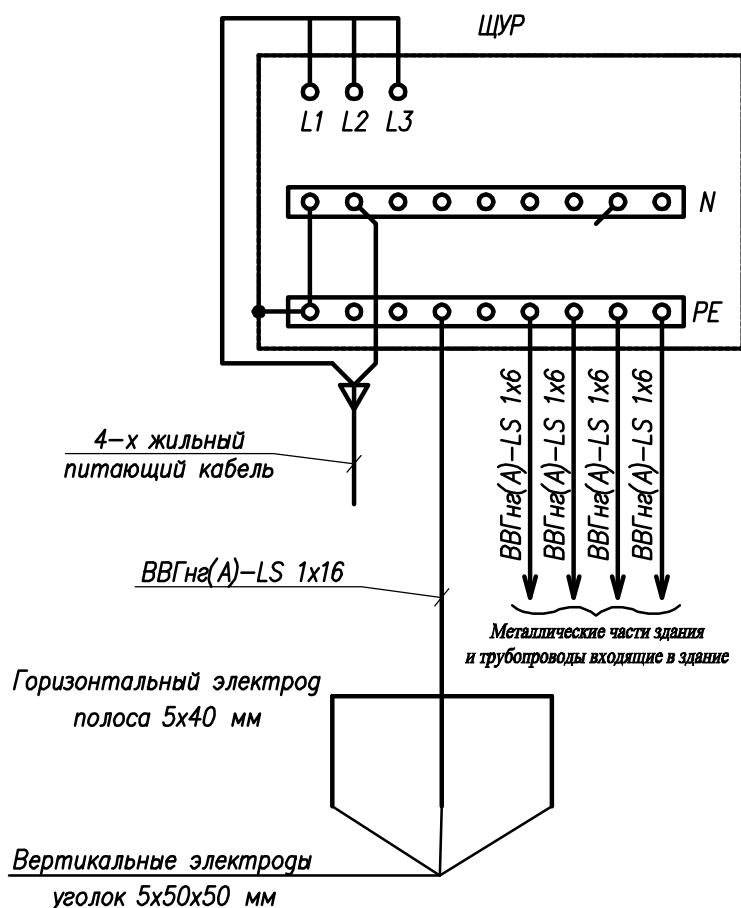 ЩУР
L1 L2 L3
N
PE
4-х жильный
питающий кабель
ВВГнг(А)-LS 1х6
ВВГнг(А)-LS 1х6
ВВГнг(А)-LS 1х6
ВВГнг(А)-LS 1х6
ВВГнг(А)-LS 1х16
Металлические части здания
и трубопроводы входящие в здание
Горизонтальный электрод
полоса 5х40 мм
Вертикальные электроды
уголок 5х50х50 мм